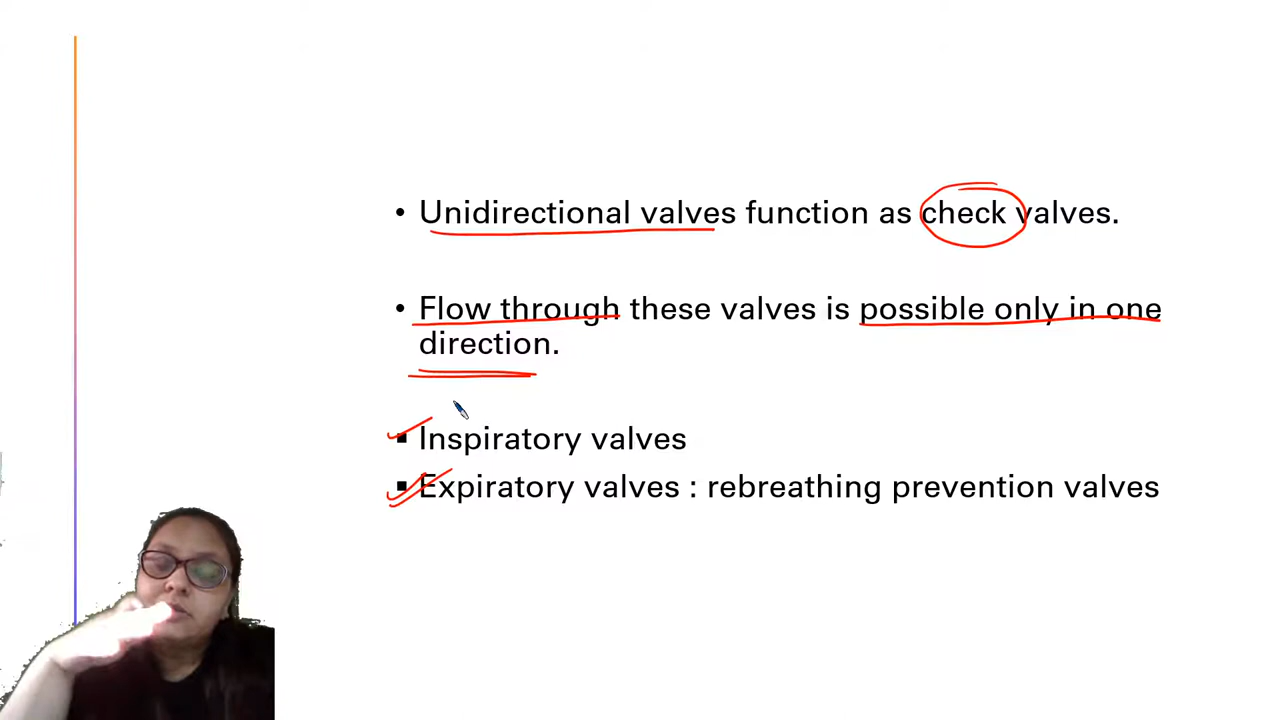 • Unidirectional valves function as check valves.
• Flow through these valves is possible only in one
direction.
▪ Inspiratory valves
▪ Expiratory valves : rebreathing prevention valves